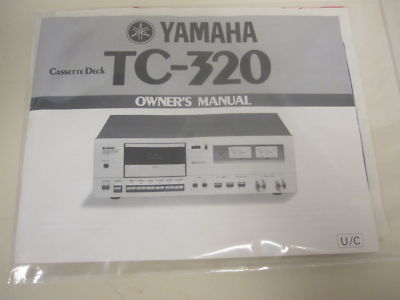 YAMAHA
CASSETTE DECK TC-320
OWNER'S MANUAL
U/C